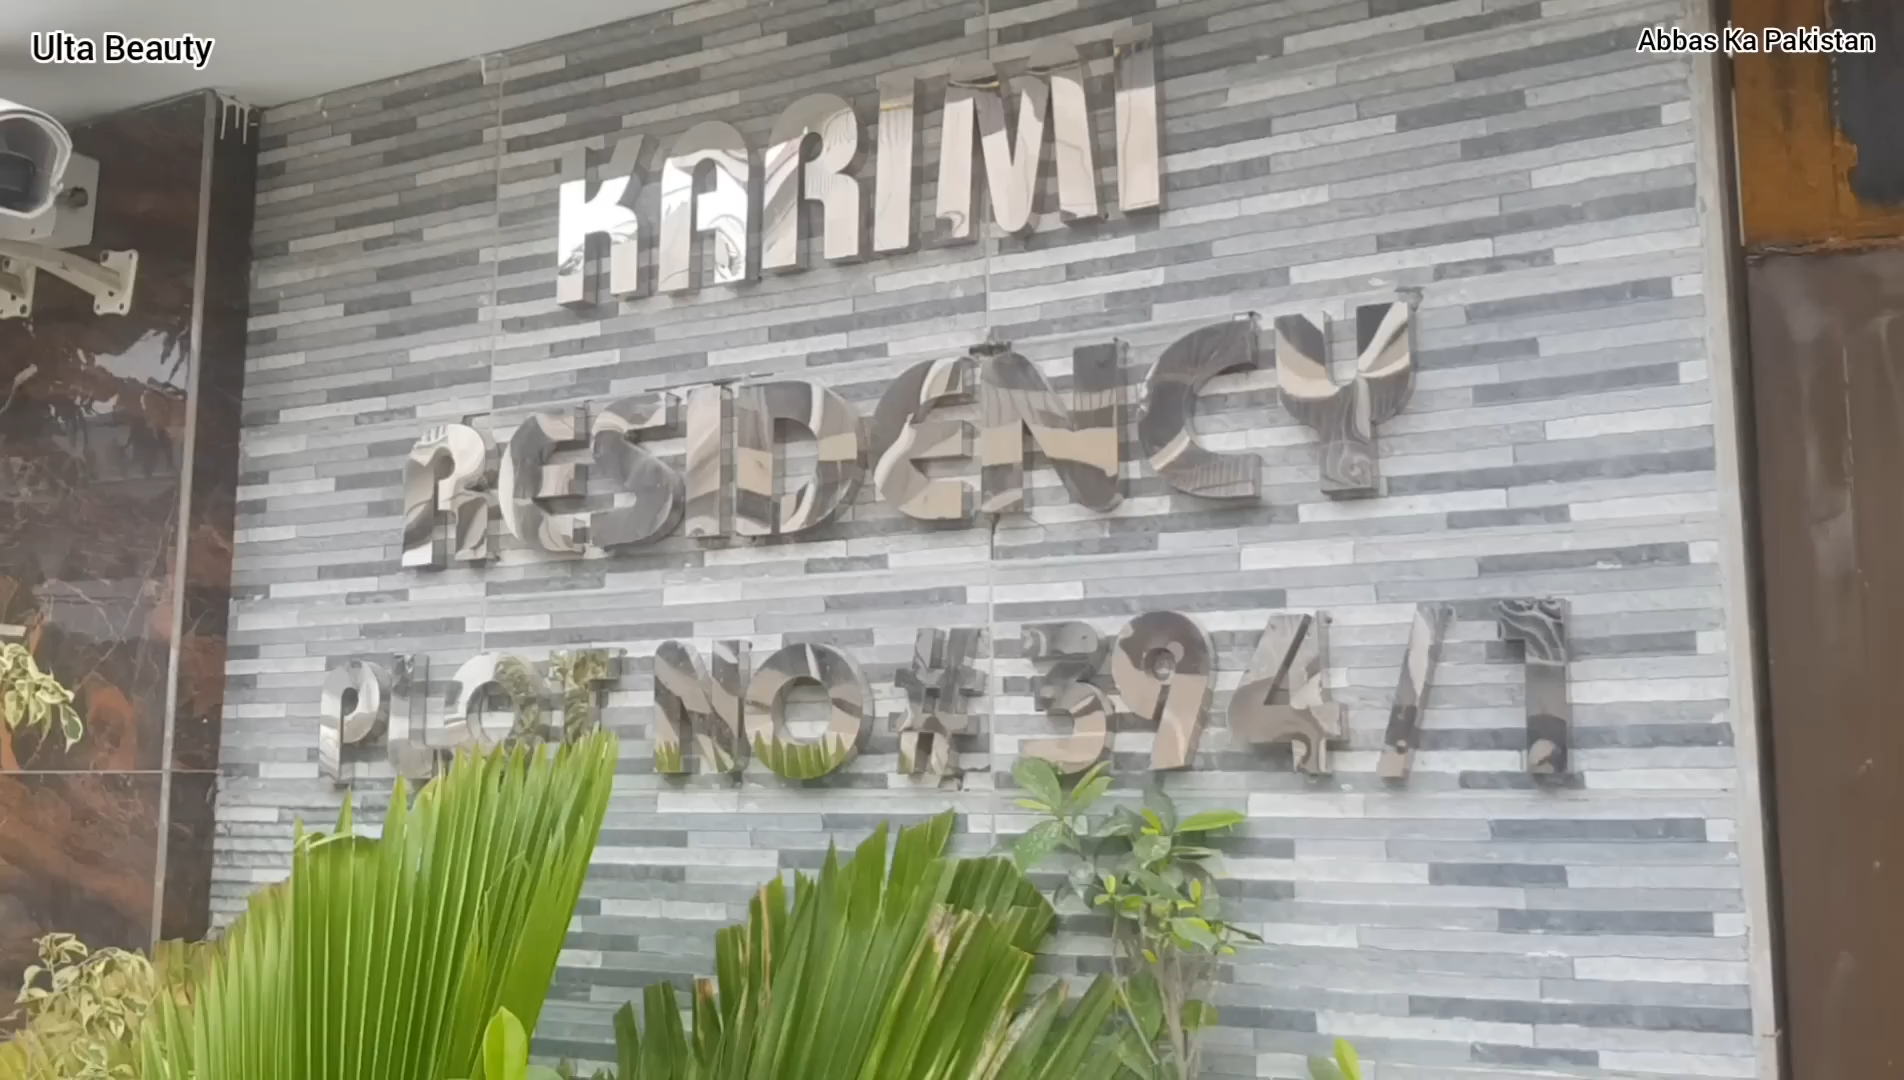 Ulta Beauty
Abbas Ka Pakistan
KARIMI
RESIDENCY
PLOT NO # 394/1